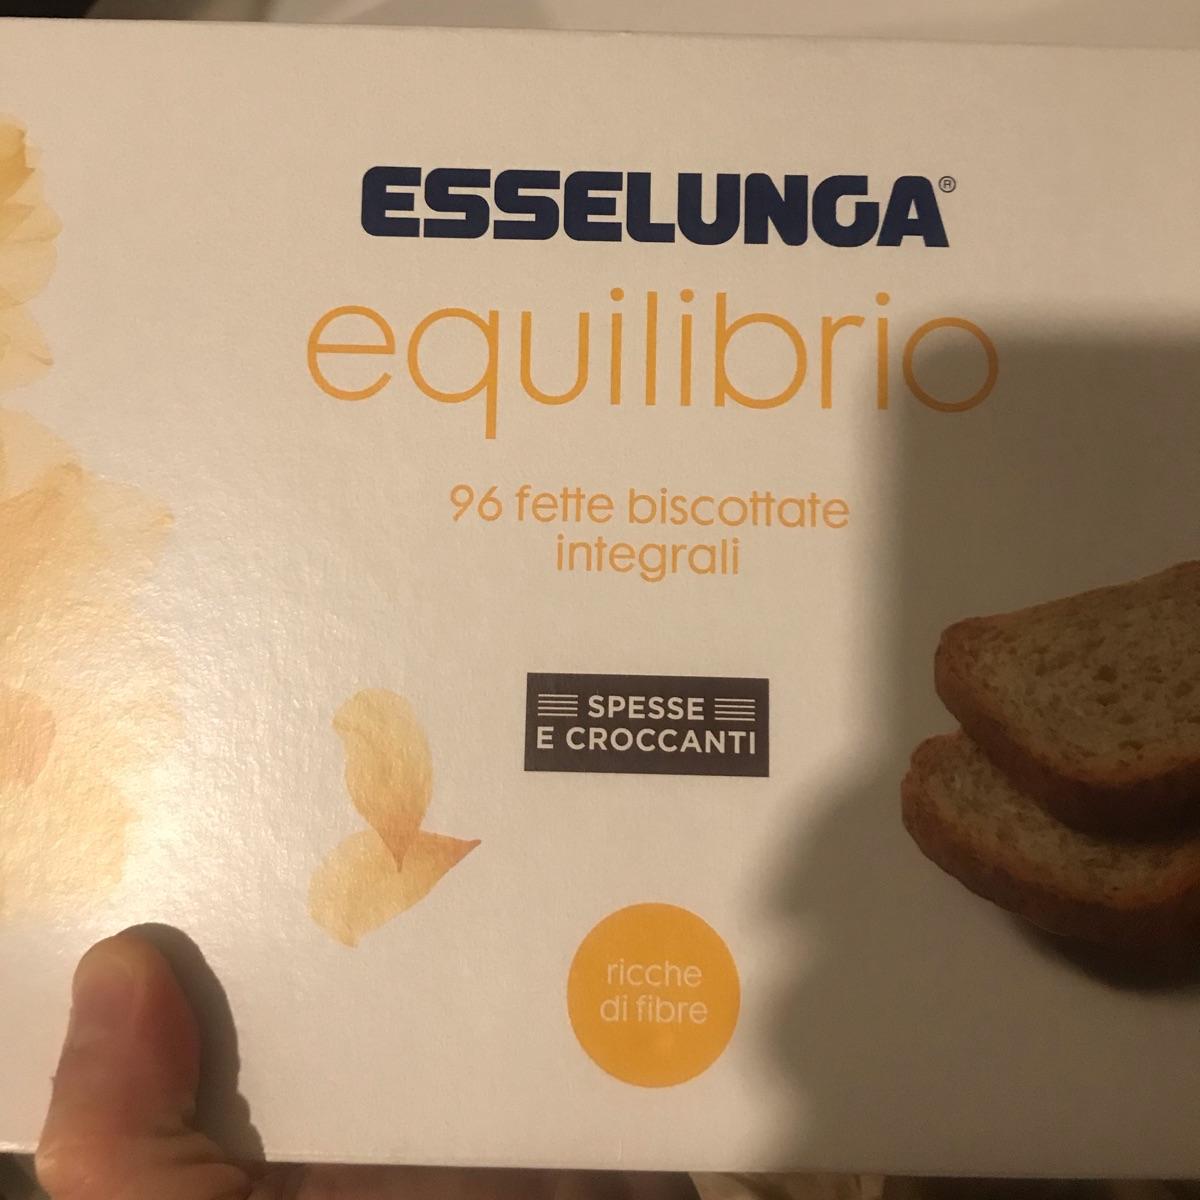 ESSELUNGA®
equilibrio
96 fette biscottate
integrali
SPESSE
E CROCCANTI
ricche
di fibre